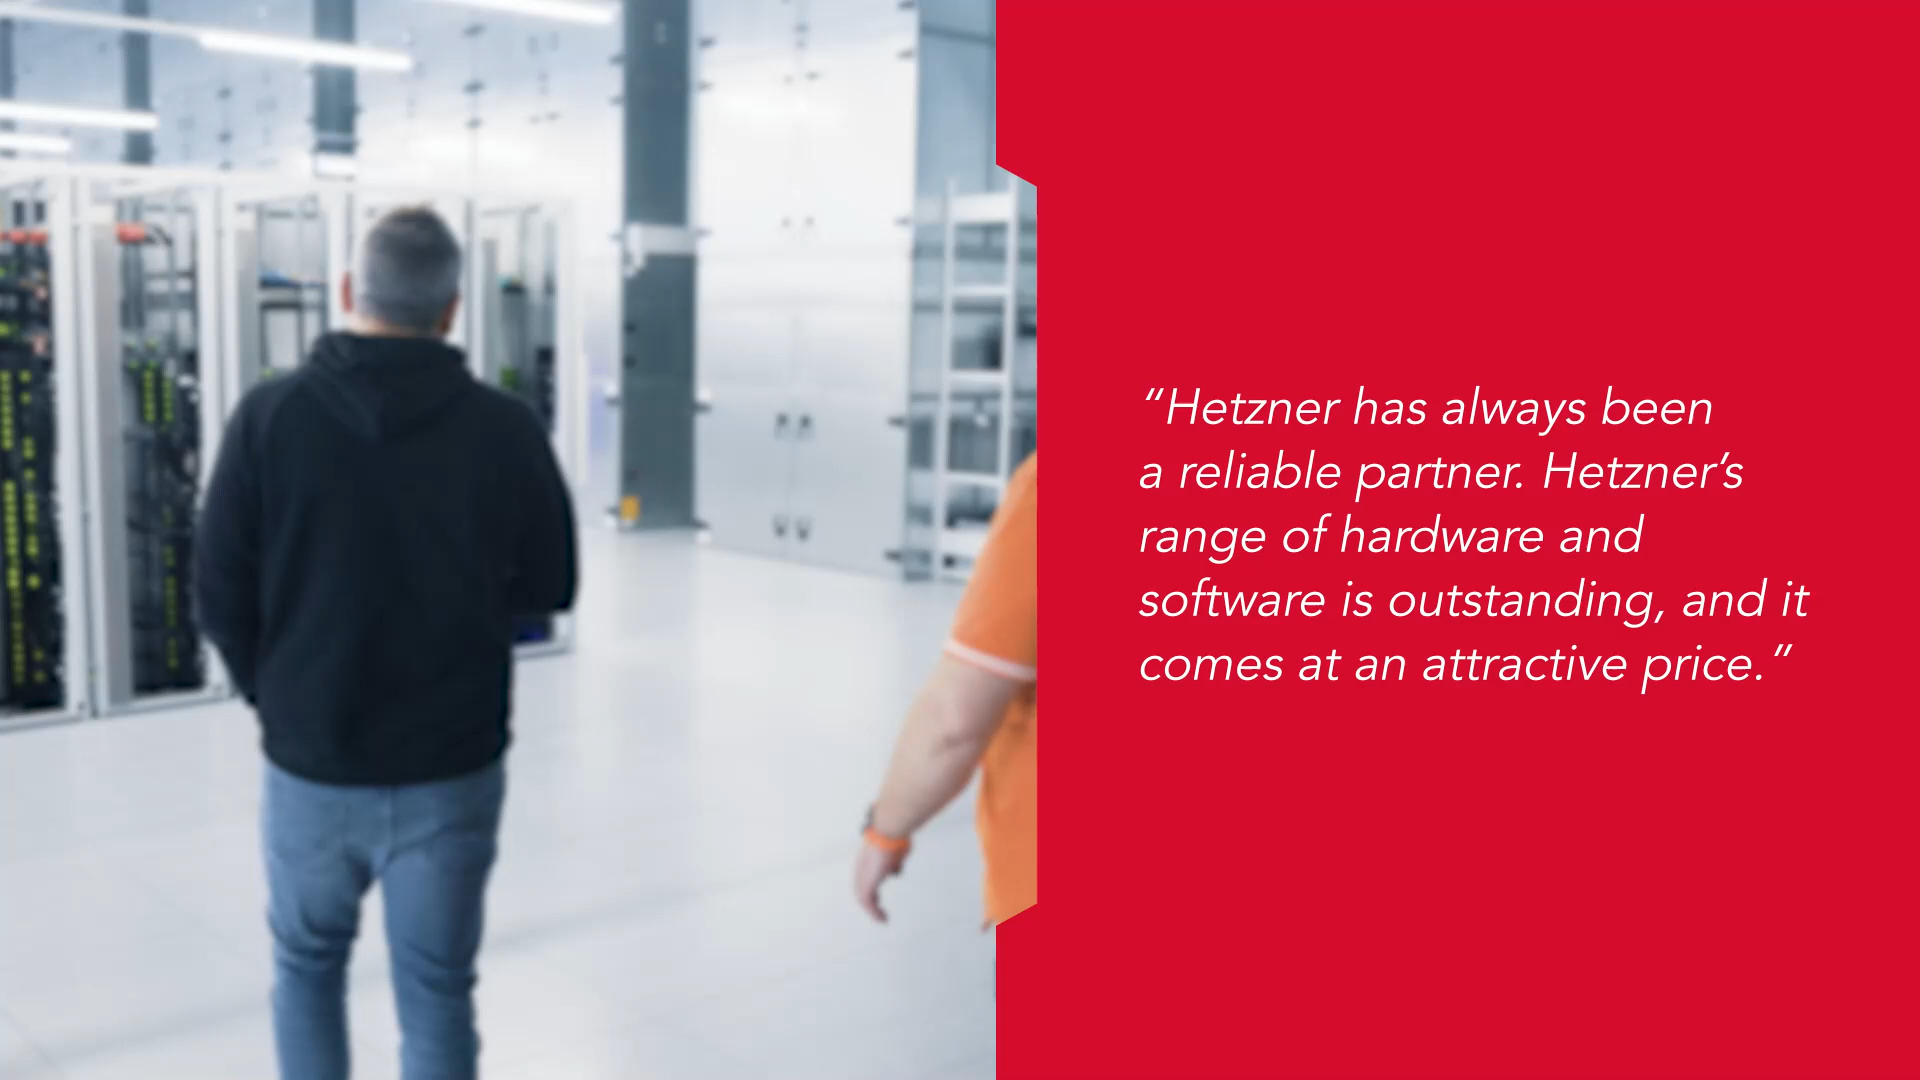 “Hetzner has always been
a reliable partner. Hetzner’s
range of hardware and
software is outstanding, and it
comes at an attractive price.”